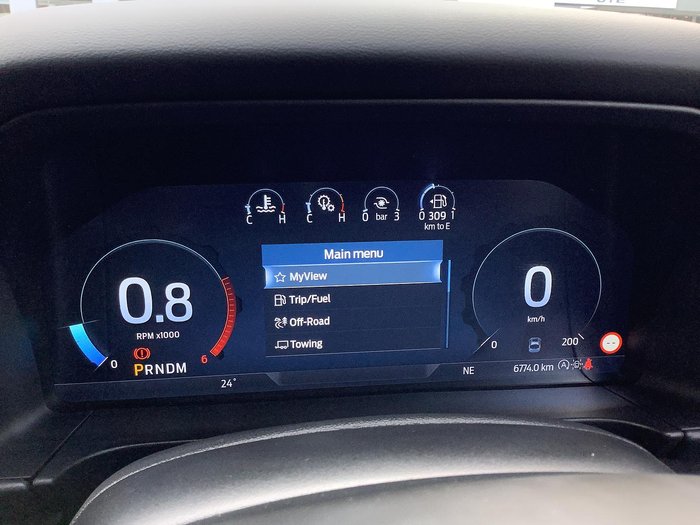 C H
C H
0 bar 3
0 309 1
km to E
Main menu
MyView
Trip/Fuel
Off-Road
Towing
0.8
RPM x1000
0 6
PRNDM
0
km/h
0 200
24°
NE
6774.0 km
A